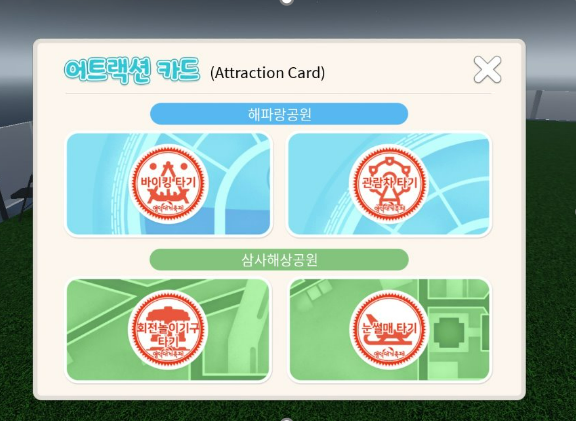 어트랙션 카드 (Attraction Card)
해파랑공원
바이킹 타기
관람차 타기
삼사해상공원
회전놀이기구
타기
눈썰매 타기